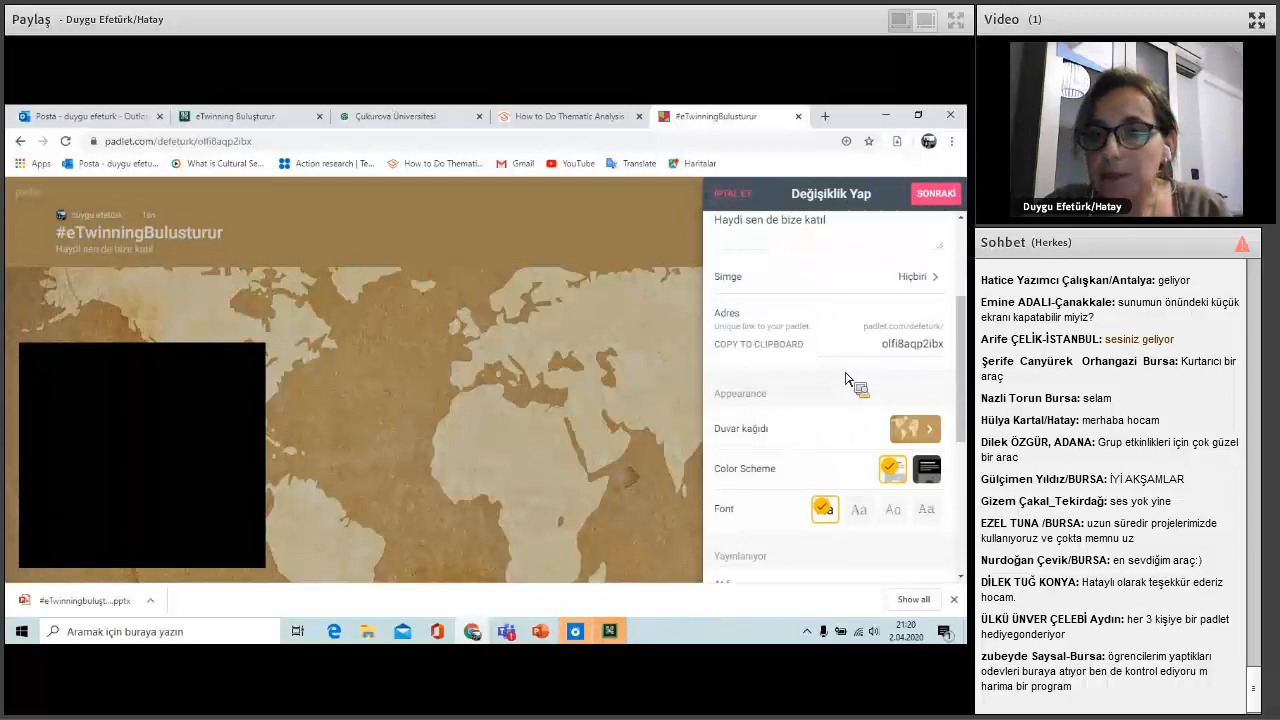 Paylaş - Duygu Efetürk/Hatay
Posta - duygu efeturk - Outlo
eTwinning Buluşturur
Çukurova Üniversitesi
How to Do Thematic Analysis
#eTwinningBulusturur
padlet.com/defeturk/olfi8aqp2ibx
Apps
Posta - duygu efetu...
What is Cultural Se...
Action research | Te...
How to Do Themati...
Gmail
YouTube
Translate
Haritalar
padlet
duygu efetürk 1an
#eTwinningBulusturur
Haydi sen de bize katıl
İPTAL ET
Değişiklik Yap
SONRAKİ
Haydi sen de bize katıl
Simge
Hiçbiri
Adres
Unique link to your padlet.
padlet.com/defeturk/
COPY TO CLIPBOARD
olfi8aqp2ibx
Appearance
Duvar kağıdı
Color Scheme
Font
Aa
Aa
Aa
Yayınlanıyor
#eTwinningbuluşt....pptx
Show all
Aramak için buraya yazın
21:20
2.04.2020
Video (1)
Duygu Efetürk/Hatay
Sohbet (Herkes)
Hatice Yazımcı Çalışkan/Antalya: geliyor
Emine ADALI-Çanakkale: sunumun önündeki küçük
ekranı kapatabilir miyiz?
Arife ÇELİK-İSTANBUL: sesiniz geliyor
Şerife Canyürek Orhangazi Bursa: Kurtarıcı bir
araç
Nazli Torun Bursa: selam
Hülya Kartal/Hatay: merhaba hocam
Dilek ÖZGÜR, ADANA: Grup etkinlikleri için çok güzel
bir araç
Gülçimen Yıldız/BURSA: İYİ AKŞAMLAR
Gizem Çakal_Tekirdağ: ses yok yine
EZEL TUNA /BURSA: uzun süredir projelerimizde
kullanıyoruz ve çokta memnu uz
Nurdoğan Çevik/BURSA: en sevdiğim araç:)
DİLEK TUĞ KONYA: Hataylı olarak teşekkür ederiz
hocam.
ÜLKÜ ÜNVER ÇELEBİ Aydın: her 3 kişiye bir padlet
hediyegonderiyor
zubeyde Saysal-Bursa: ögrencilerim yaptikları
odevleri buraya atıyor ben de kontrol ediyoru m
harima bir program